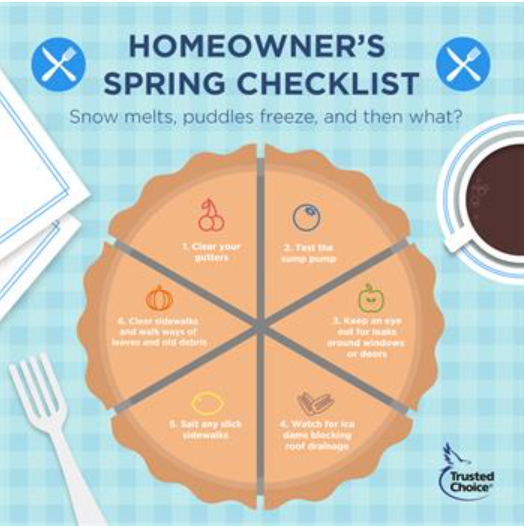 HOMEOWNER'S
SPRING CHECKLIST
Snow melts, puddles freeze, and then what?
1. Clear your
gutters
2. Test the
sump pump
3. Keep an eye
out for leaks
around windows
or doors
4. Watch for ice
dams blocking
roof drainage
5. Salt any slick
sidewalks
6. Clear sidewalks
and walk ways of
leaves and old debris
Trusted
Choice®